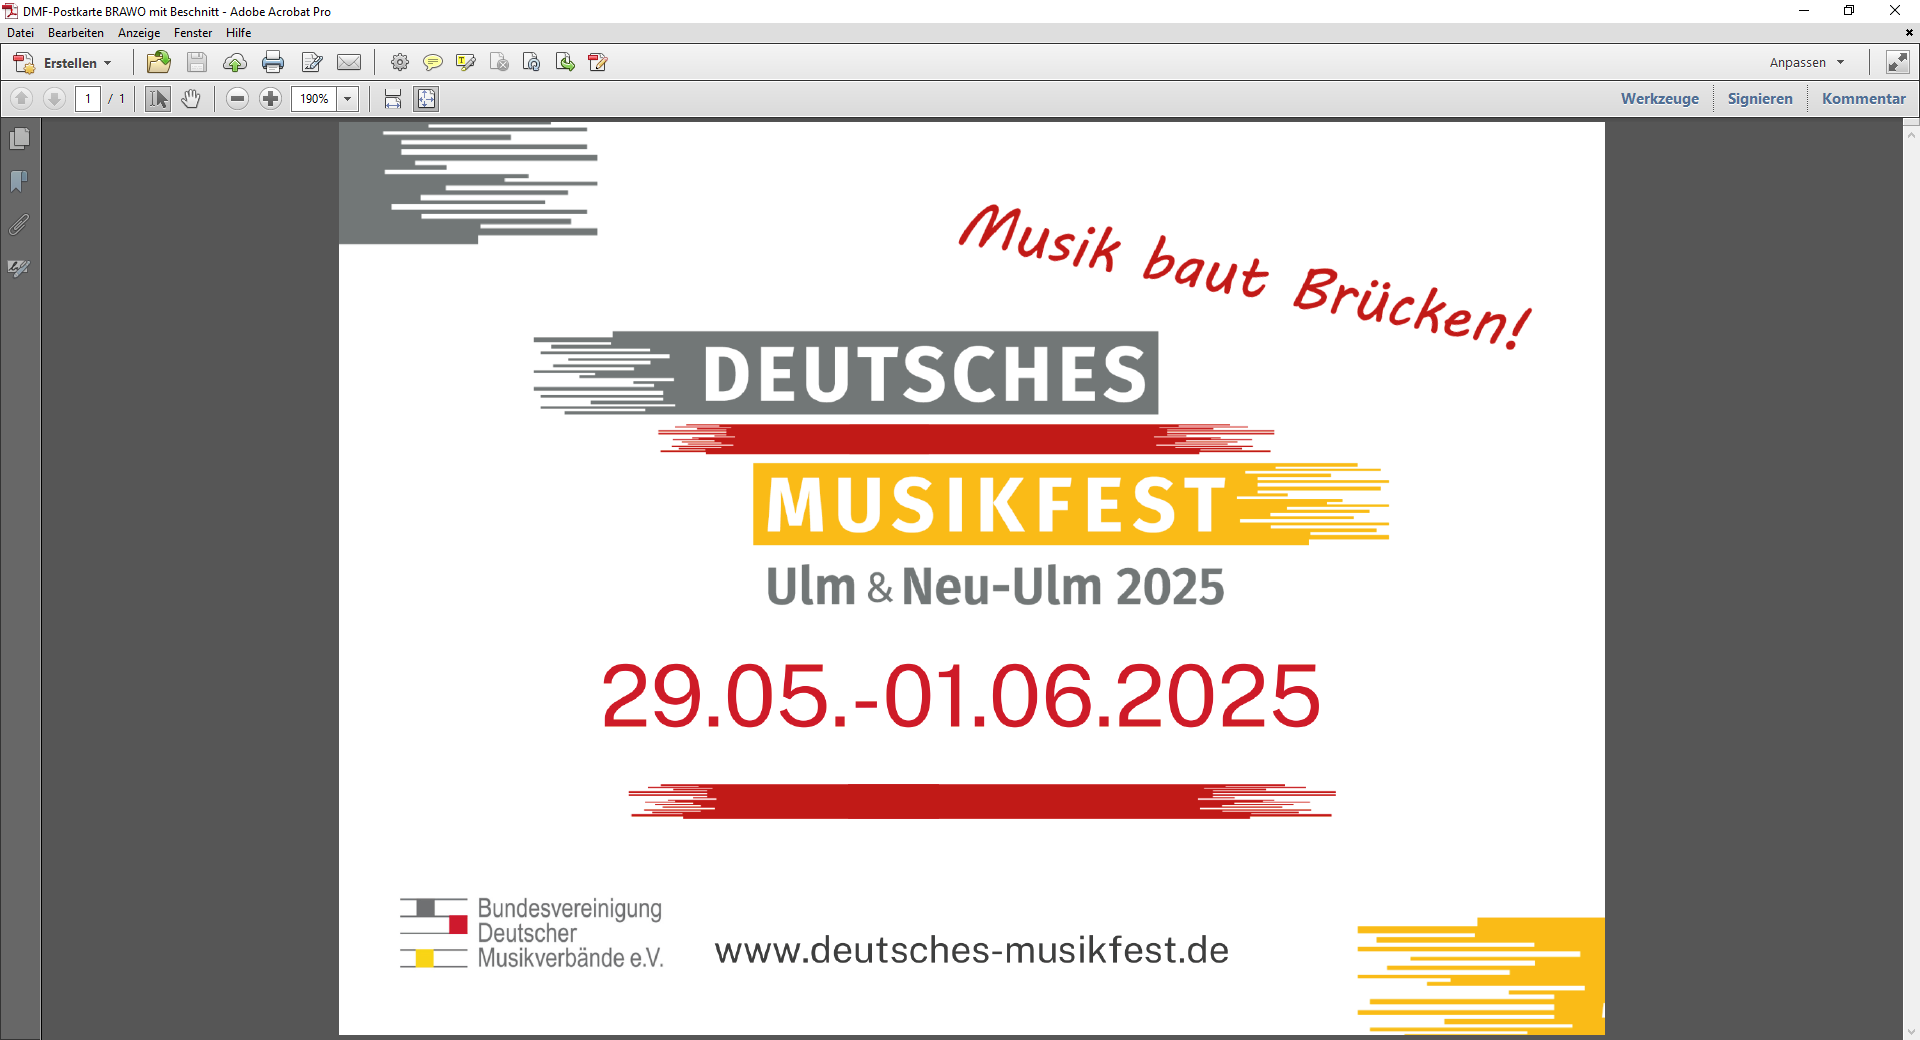 DMF-Postkarte BRAWO mit Beschnitt - Adobe Acrobat Pro
Datei Bearbeiten Anzeige Fenster Hilfe
Erstellen Anpassen
1 / 1 190% Werkzeuge Signieren Kommentar
Musik baut Brücken!
DEUTSCHES
MUSIKFEST
Ulm & Neu-Ulm 2025
29.05.-01.06.2025
Bundesvereinigung
Deutscher
Musikverbände e.V.
www.deutsches-musikfest.de